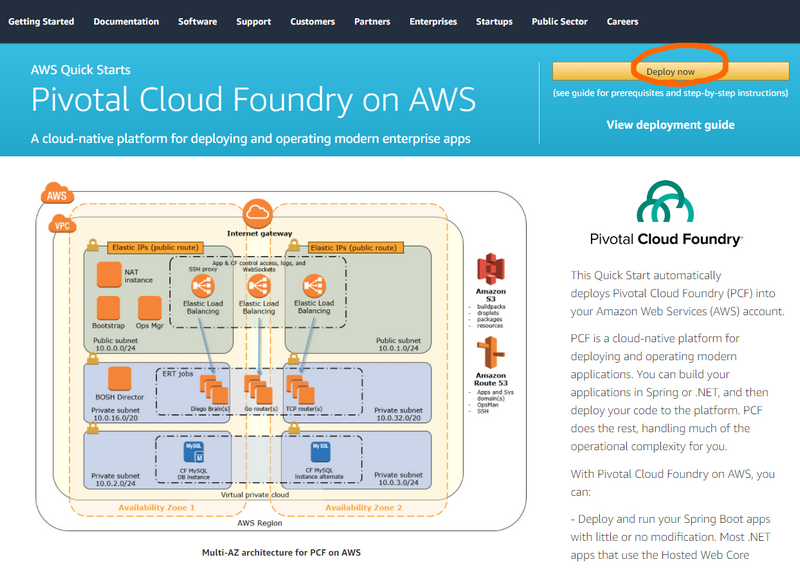 Getting Started Documentation Software Support Customers Partners Enterprises Startups Public Sector Careers
AWS Quick Starts
Pivotal Cloud Foundry on AWS
A cloud-native platform for deploying and operating modern enterprise apps
Deploy now
(see guide for prerequisites and step-by-step instructions)
View deployment guide
AWS
VPC
Internet gateway
Elastic IPs (public route)
Elastic IPs (public route)
NAT
instance
Bootstrap
Ops Mgr
App & CF control access, logs, and
SSH proxy
WebSockets
Elastic Load
Balancing
Elastic Load
Balancing
Elastic Load
Balancing
Public subnet
10.0.0.0/24
Public subnet
10.0.1.0/24
BOSH Director
ERT jobs
Diego Brain(s)
Go router(s)
TCP router(s)
Private subnet
10.0.16.0/20
Private subnet
10.0.32.0/20
MySQL
M
CF MySQL
DB instance
MySQL
CF MySQL
instance alternate
Private subnet
10.0.2.0/24
Private subnet
10.0.3.0/24
Virtual private cloud
Availability Zone 1
Availability Zone 2
AWS Region
Amazon
S3
- buildpacks
- droplets
- packages
- resources
Amazon
Route 53
- Apps and Sys
domain(s)
- OpsMan
- SSH
Multi-AZ architecture for PCF on AWS
Pivotal Cloud Foundry
This Quick Start automatically
deploys Pivotal Cloud Foundry (PCF) into
your Amazon Web Services (AWS) account.
PCF is a cloud-native platform for
deploying and operating modern
applications. You can build your
applications in Spring or .NET, and then
deploy your code to the platform. PCF
does the rest, handling much of the
operational complexity for you.
With Pivotal Cloud Foundry on AWS, you
can:
- Deploy and run your Spring Boot apps
with little or no modification. Most .NET
apps that use the Hosted Web Core